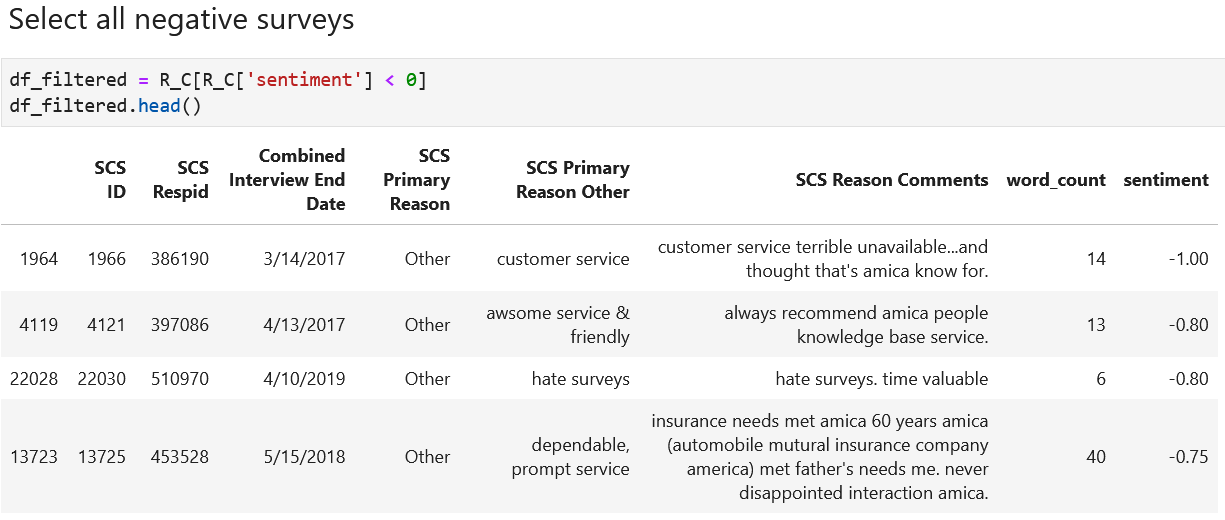 Select all negative surveys
df_filtered = R_C[R_C['sentiment'] < 0]
df_filtered.head()
SCS ID SCS Respid Combined Interview End Date SCS Primary Reason SCS Primary Reason Other SCS Reason Comments word_count sentiment
1964 1966 386190 3/14/2017 Other customer service customer service terrible unavailable...and thought that's amica know for. 14 -1.00
4119 4121 397086 4/13/2017 Other awsome service & friendly always recommend amica people knowledge base service. 13 -0.80
22028 22030 510970 4/10/2019 Other hate surveys hate surveys. time valuable 6 -0.80
13723 13725 453528 5/15/2018 Other dependable, prompt service insurance needs met amica 60 years amica (automobile mutural insurance company america) met father's needs me. never disappointed interaction amica. 40 -0.75